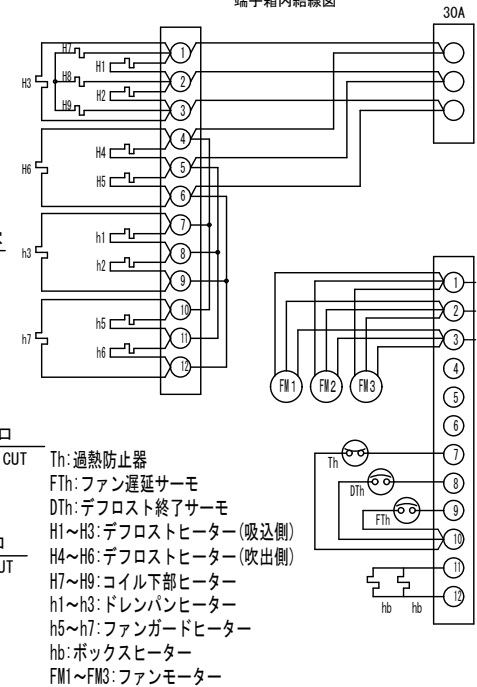 端子箱内結線図
30A
H7
H1
1
H3
H8
2
H2
H9
3
4
H4
H6
5
H5
6
7
h1
h3
8
h2
9
1
10
2
h5
3
h7
11
h6
FM1 FM2 FM3
12
4
5
6
口
CUT
Th
7
DTh
8
FTh
9
10
11
12
hb hb
UT
Th:過熱防止器
FTh:ファン遅延サーモ
DTh:デフロスト終了サーモ
H1~H3:デフロストヒーター(吸込側)
H4~H6:デフロストヒーター(吹出側)
H7~H9:コイル下部ヒーター
h1~h3:ドレンパンヒーター
h5~h7:ファンガードヒーター
hb:ボックスヒーター
FM1~FM3:ファンモーター